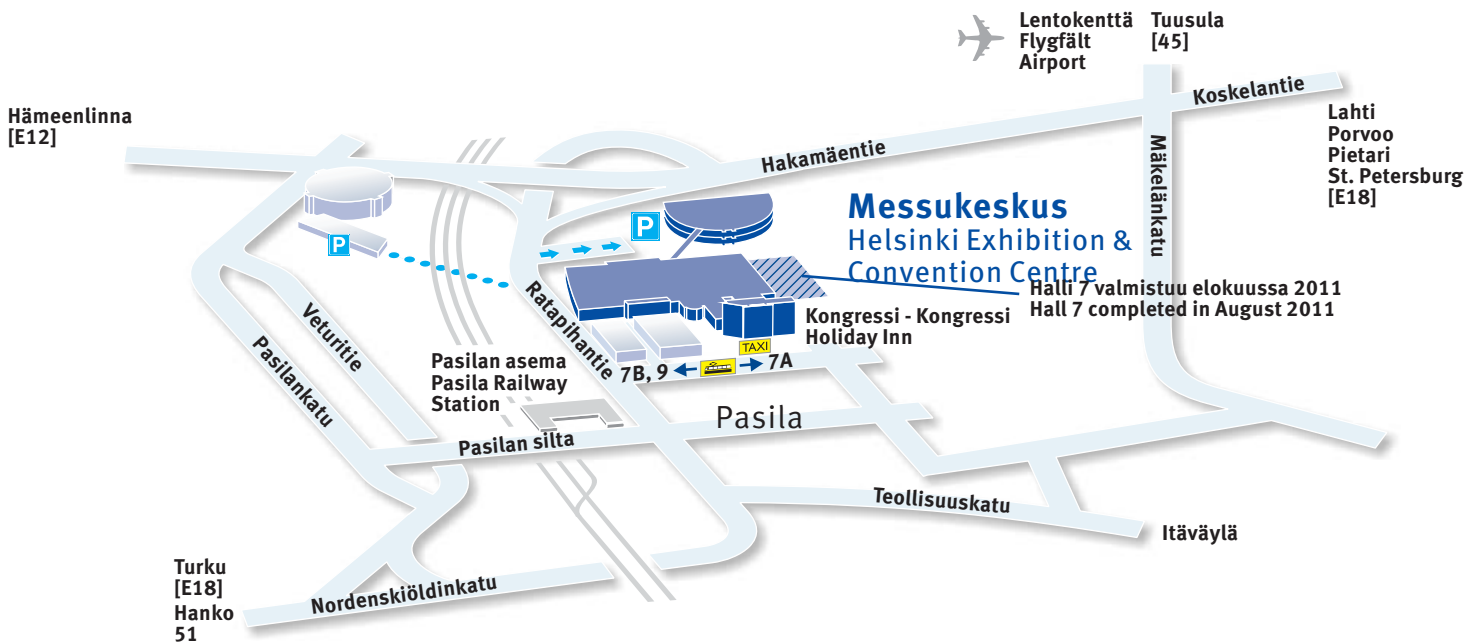 Lentokenttä
Flygfält
Airport
Tuusula
[45]
Hämeenlinna
[E12]
Koskelantie
Lahti
Porvoo
Pietari
St. Petersburg
[E18]
Hakamäentie
Mäkelänkatu
P
P
Messukeskus
Helsinki Exhibition &
Convention Centre
Halli 7 valmistuu elokuussa 2011
Hall 7 completed in August 2011
Kongressi - Kongressi
Holiday Inn
TAXI
7B, 9
7A
Ratapihantie
Veturitie
Pasilankatu
Pasilan asema
Pasila Railway
Station
Pasila
Pasilan silta
Teollisuuskatu
Itäväylä
Turku
[E18]
Hanko
51
Nordenskiöldinkatu